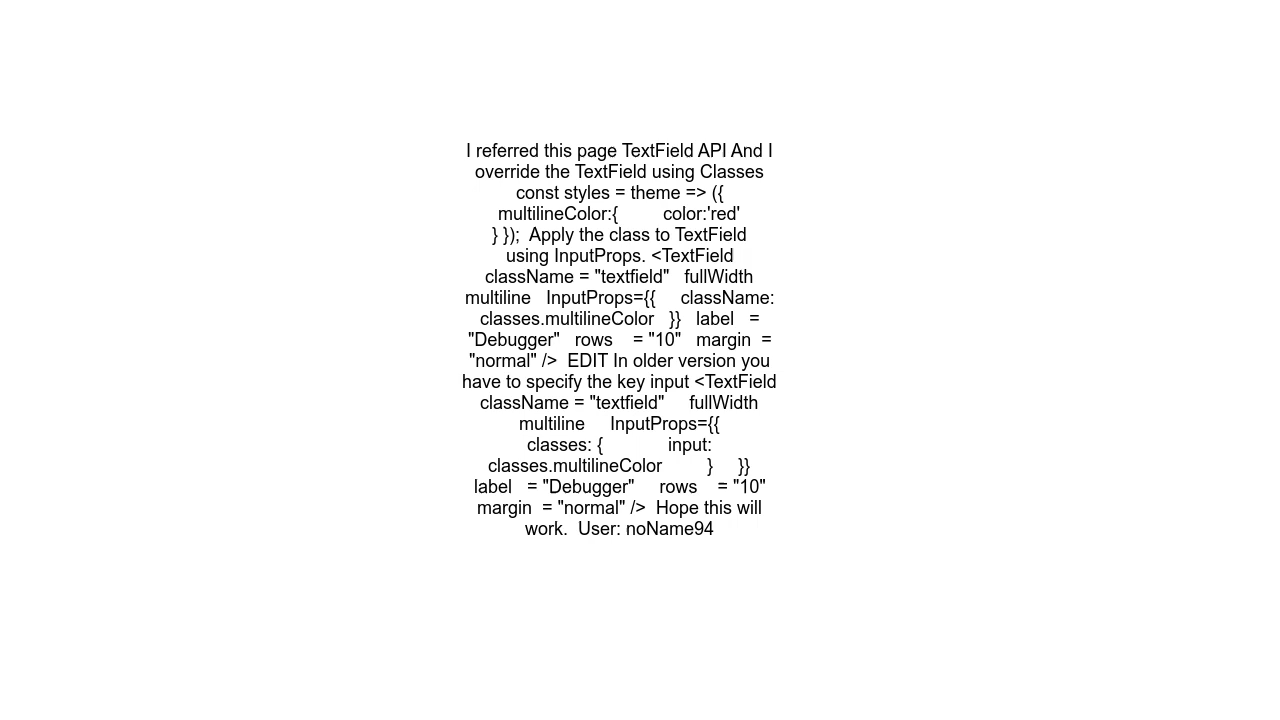 I referred this page TextField API And I
override the TextField using Classes
const styles = theme => ({
multilineColor:{         color:'red'
} });  Apply the class to TextField
using InputProps. <TextField
className = "textfield"   fullWidth
multiline   InputProps={{     className:
classes.multilineColor   }}   label   =
"Debugger"   rows    = "10"   margin  =
"normal" />  EDIT In older version you
have to specify the key input <TextField
className = "textfield"     fullWidth
multiline     InputProps={{
classes: {             input:
classes.multilineColor         }     }}
label   = "Debugger"     rows    = "10"
margin  = "normal" />  Hope this will
work.  User: noName94